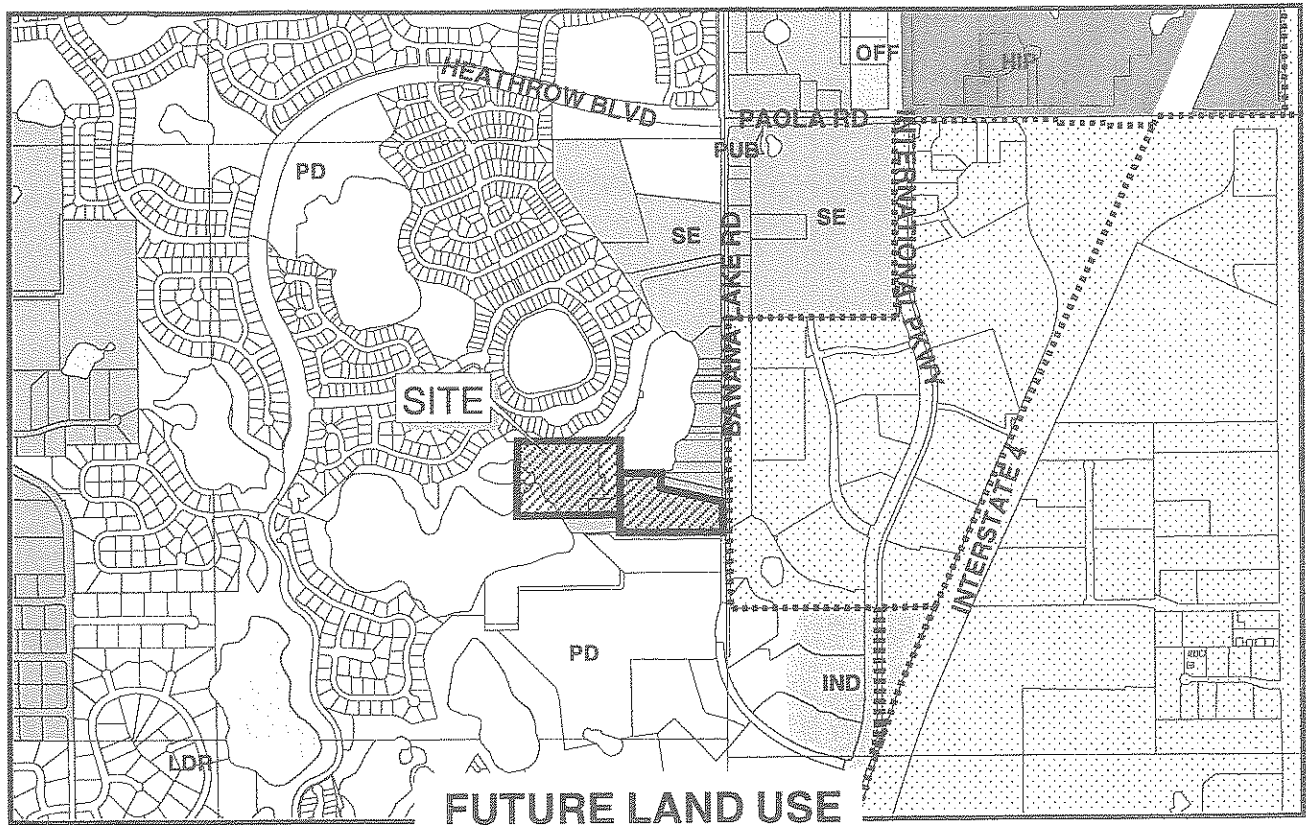 OFF
HIP
HEATHROW BLVD
PAOLA RD
PUB
PD
SE
SE
BANANA LAKE RD
INTERNATIONAL PKWY
SITE
INTERSTATE 4
PD
IND
LDR
FUTURE LAND USE